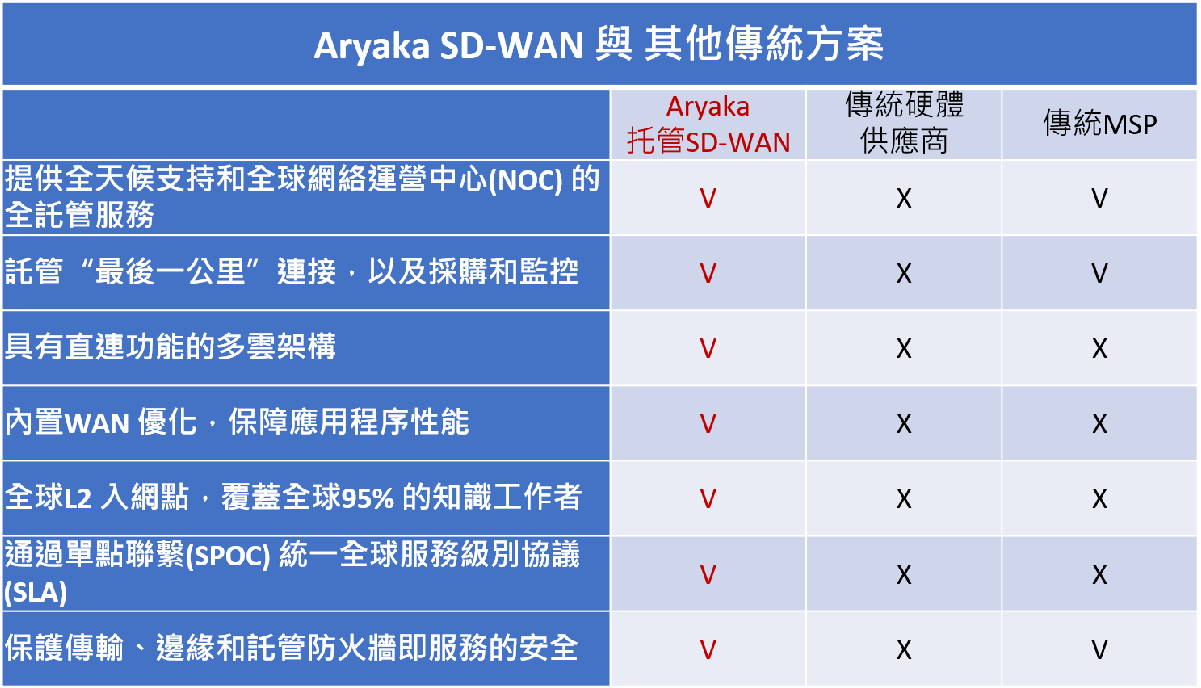 Aryaka SD-WAN 與 其他傳統方案
Aryaka
托管SD-WAN
傳統硬體
供應商
傳統MSP
提供全天候支持和全球網絡運營中心(NOC) 的
全託管服務
V
X
V
託管“最後一公里”連接，以及採購和監控
V
X
V
具有直連功能的多雲架構
V
X
X
內置WAN 優化，保障應用程序性能
V
X
X
全球L2 入網點，覆蓋全球95% 的知識工作者
V
X
X
通過單點聯繫(SPOC) 統一全球服務級別協議
(SLA)
V
X
X
保護傳輸、邊緣和託管防火牆即服務的安全
V
X
V